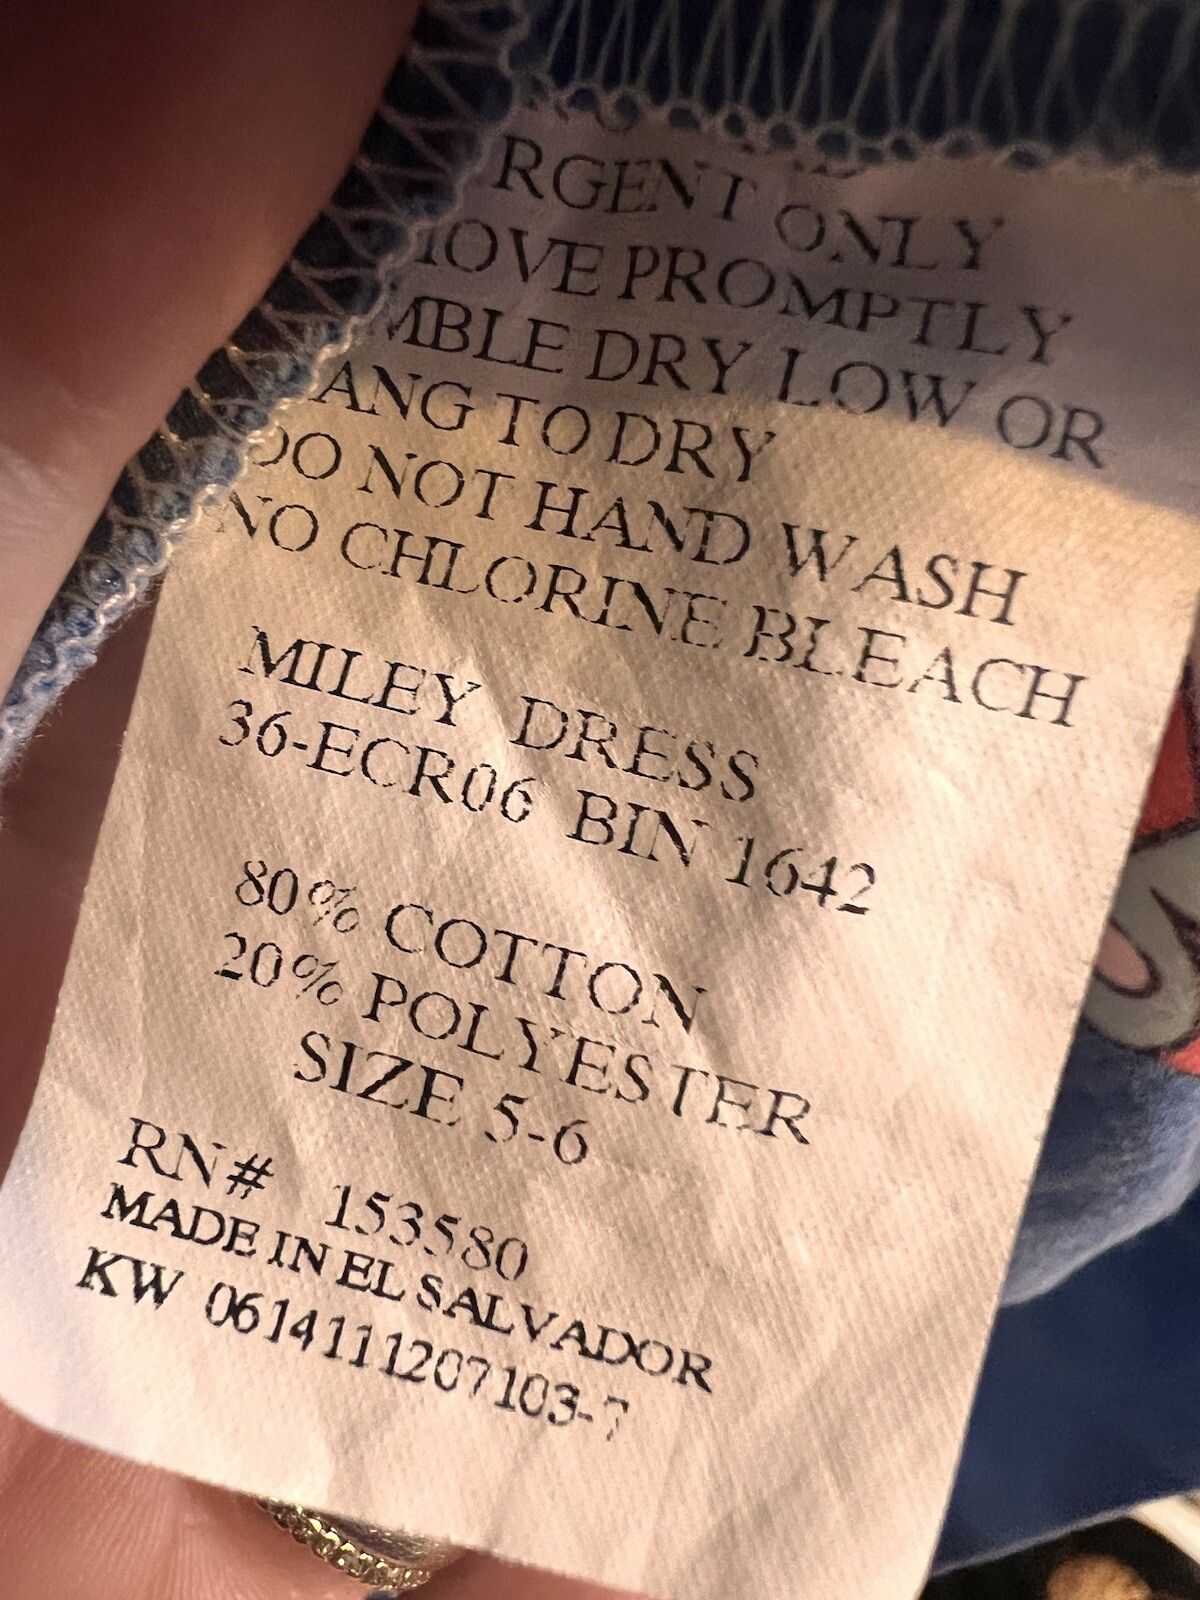 RGENT ONLY
MOVE PROMPTLY
MBLE DRY LOW OR
ANG TO DRY
DO NOT HAND WASH
NO CHLORINE BLEACH
MILEY DRESS
36-ECR06 BIN 1642
80% COTTON
20% POLYESTER
SIZE 5-6
RN# 153580
MADE IN EL SALVADOR
KW 0614111207103-7